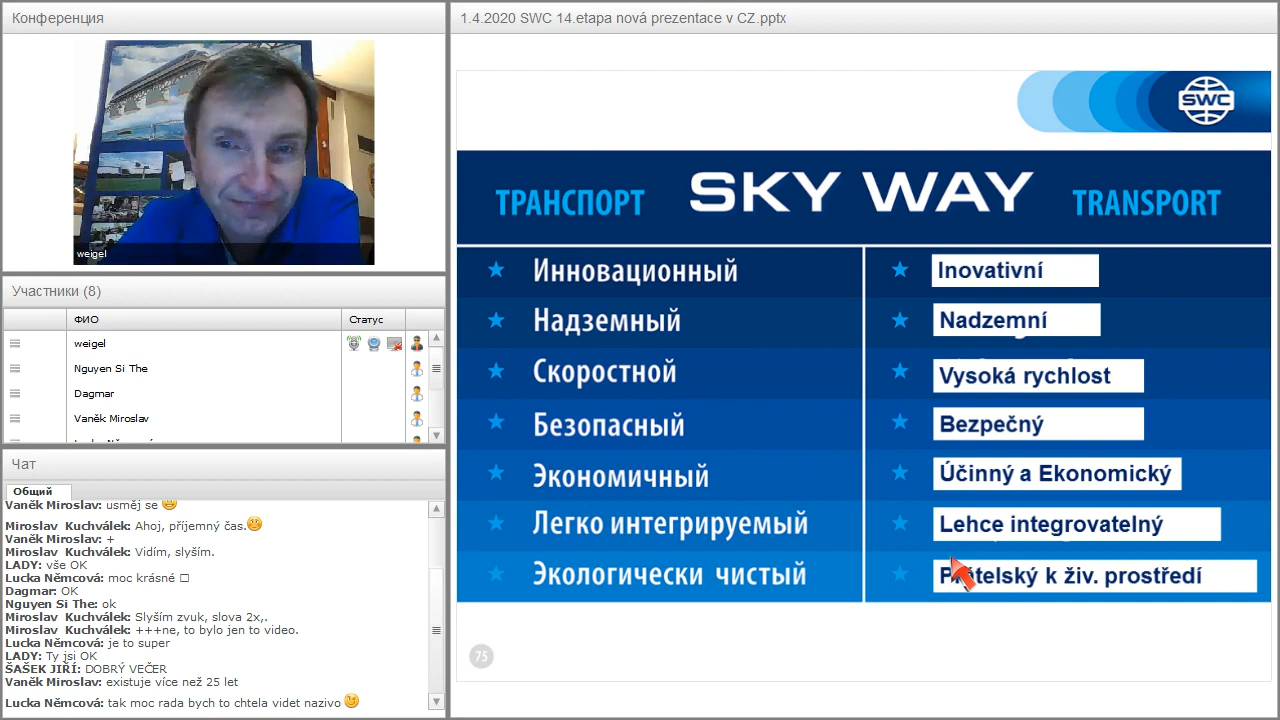 Конференция
weigel
Участники (8)
ФИО
Статус
weigel
Nguyen Si The
Dagmar
Vaněk Miroslav
Чат
Общий
Vaněk Miroslav: usměj se
Miroslav Kuchválek: Ahoj, příjemný čas.
Vaněk Miroslav: +
Miroslav Kuchválek: Vidím, slyším.
LADY: vše OK
Lucka Němcová: moc krásné
Dagmar: OK
Nguyen Si The: ok
Miroslav Kuchválek: Slyším zvuk, slova 2x,.
Miroslav Kuchválek: +++ne, to bylo jen to video.
Lucka Němcová: je to super
LADY: Ty jsi OK
ŠAŠEK JIŘÍ: DOBRÝ VEČER
Vaněk Miroslav: existuje více než 25 let
Lucka Němcová: tak moc rada bych to chtela videt nazivo
1.4.2020 SWC 14.etapa nová prezentace v CZ.pptx
SWC
ТРАНСПОРТ SKY WAY TRANSPORT
Инновационный
Inovativní
Надземный
Nadzemní
Скоростной
Vysoká rychlost
Безопасный
Bezpečný
Экономичный
Účinný a Ekonomický
Легко интегрируемый
Lehce integrovatelný
Экологически чистый
k živ. prostředí
75